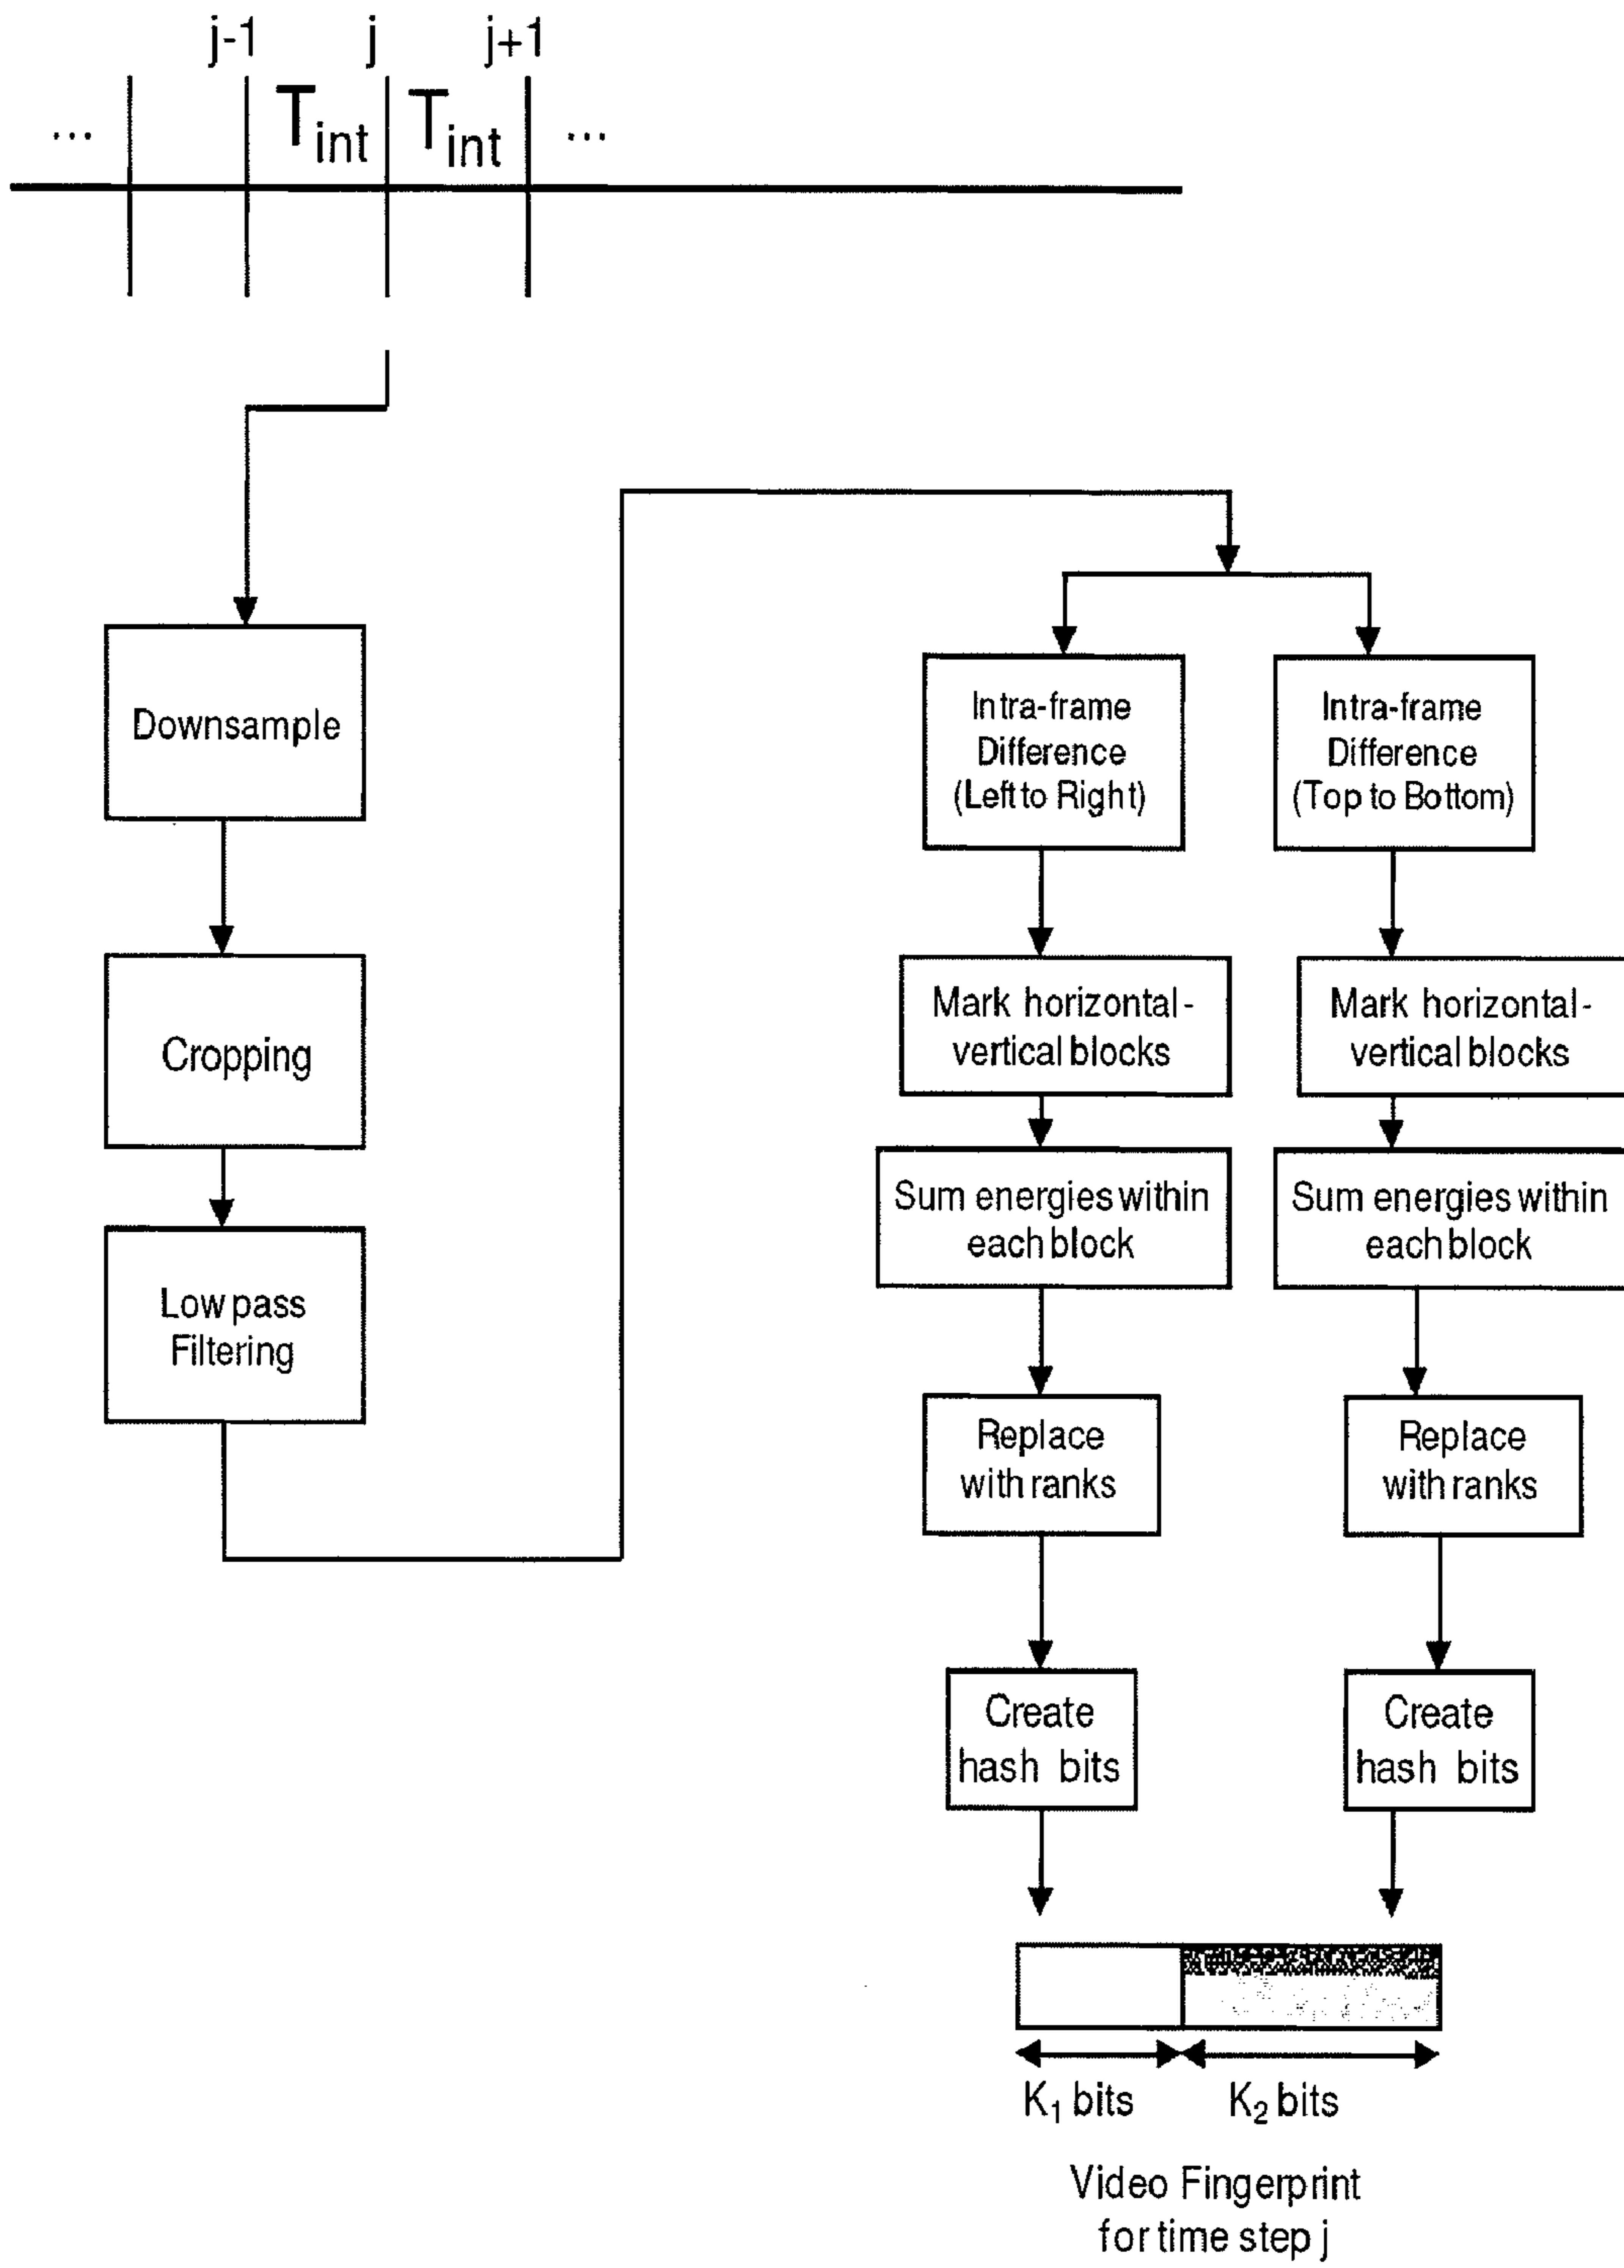 j-1 j j+1
... T_int T_int ...
Downsample
Cropping
Low pass
Filtering
Intra-frame
Difference
(Left to Right)
Intra-frame
Difference
(Top to Bottom)
Mark horizontal-
vertical blocks
Mark horizontal-
vertical blocks
Sum energies within
each block
Sum energies within
each block
Replace
with ranks
Replace
with ranks
Create
hash bits
Create
hash bits
K₁ bits
K₂ bits
Video Fingerprint
for time step j